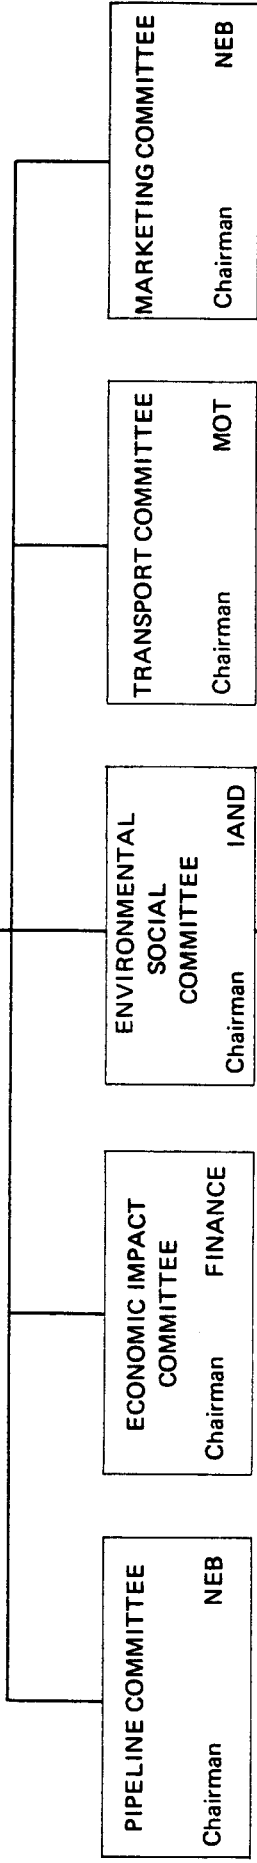 PIPELINE COMMITTEE
Chairman NEB
ECONOMIC IMPACT
COMMITTEE
Chairman FINANCE
ENVIRONMENTAL
SOCIAL
COMMITTEE
Chairman IAND
TRANSPORT COMMITTEE
Chairman MOT
MARKETING COMMITTEE
Chairman NEB